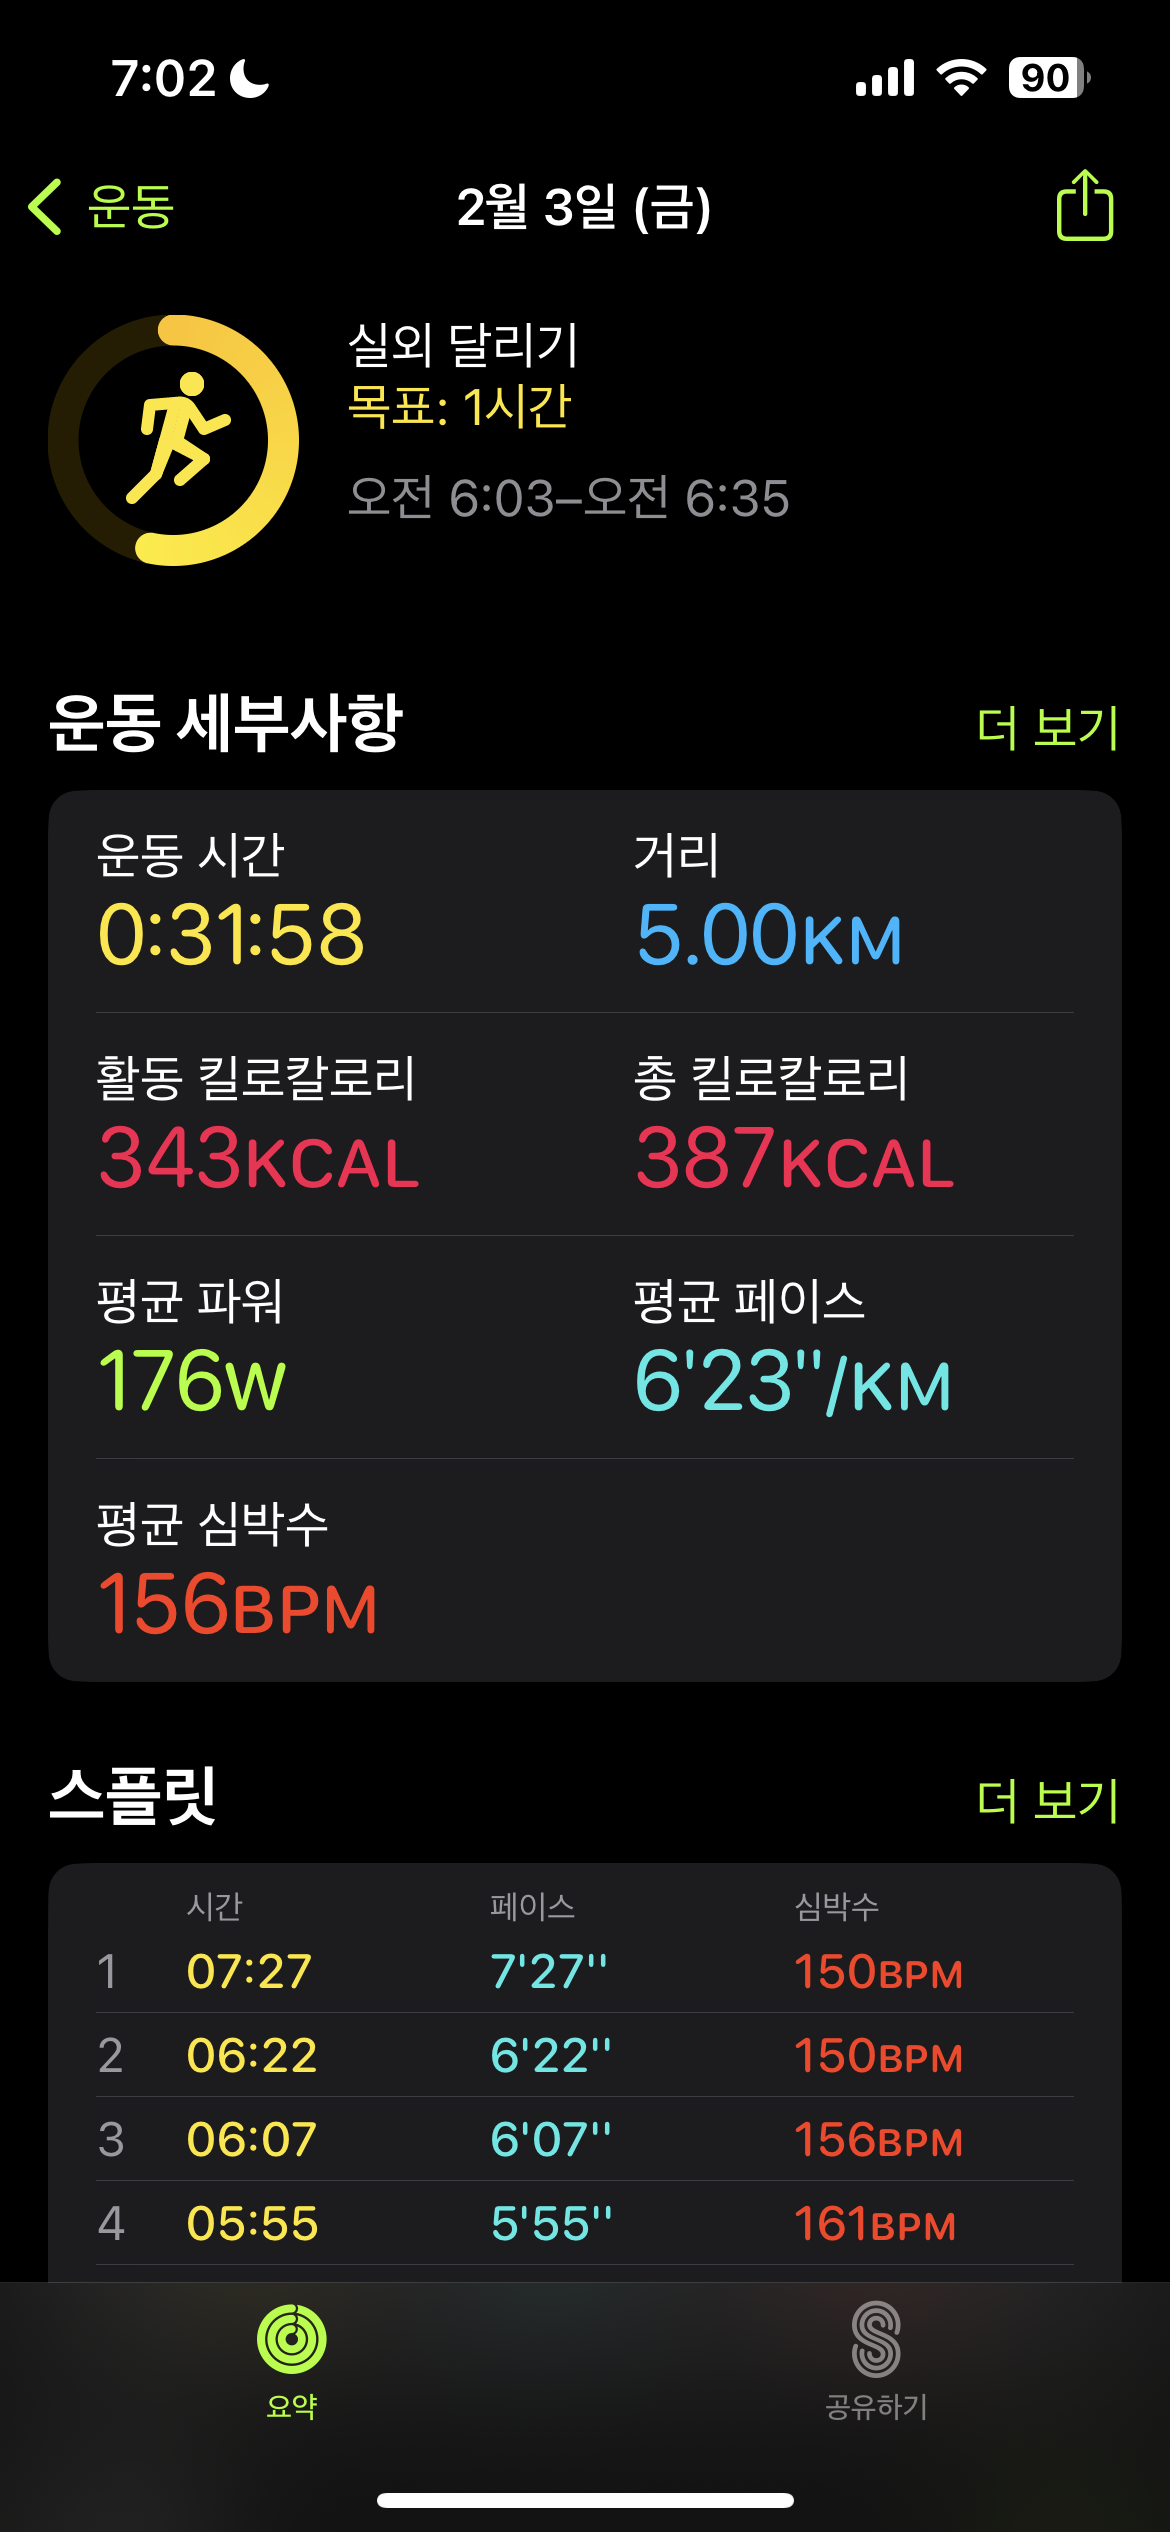 7:02 90
운동 2월 3일 (금)
실외 달리기
목표: 1시간
오전 6:03–오전 6:35
운동 세부사항 더 보기
운동 시간 거리
0:31:58 5.00KM
활동 킬로칼로리 총 킬로칼로리
343KCAL 387KCAL
평균 파워 평균 페이스
176W 6'23''/KM
평균 심박수
156BPM
스플릿 더 보기
시간 페이스 심박수
1 07:27 7'27'' 150BPM
2 06:22 6'22'' 150BPM
3 06:07 6'07'' 156BPM
4 05:55 5'55'' 161BPM
요약 공유하기